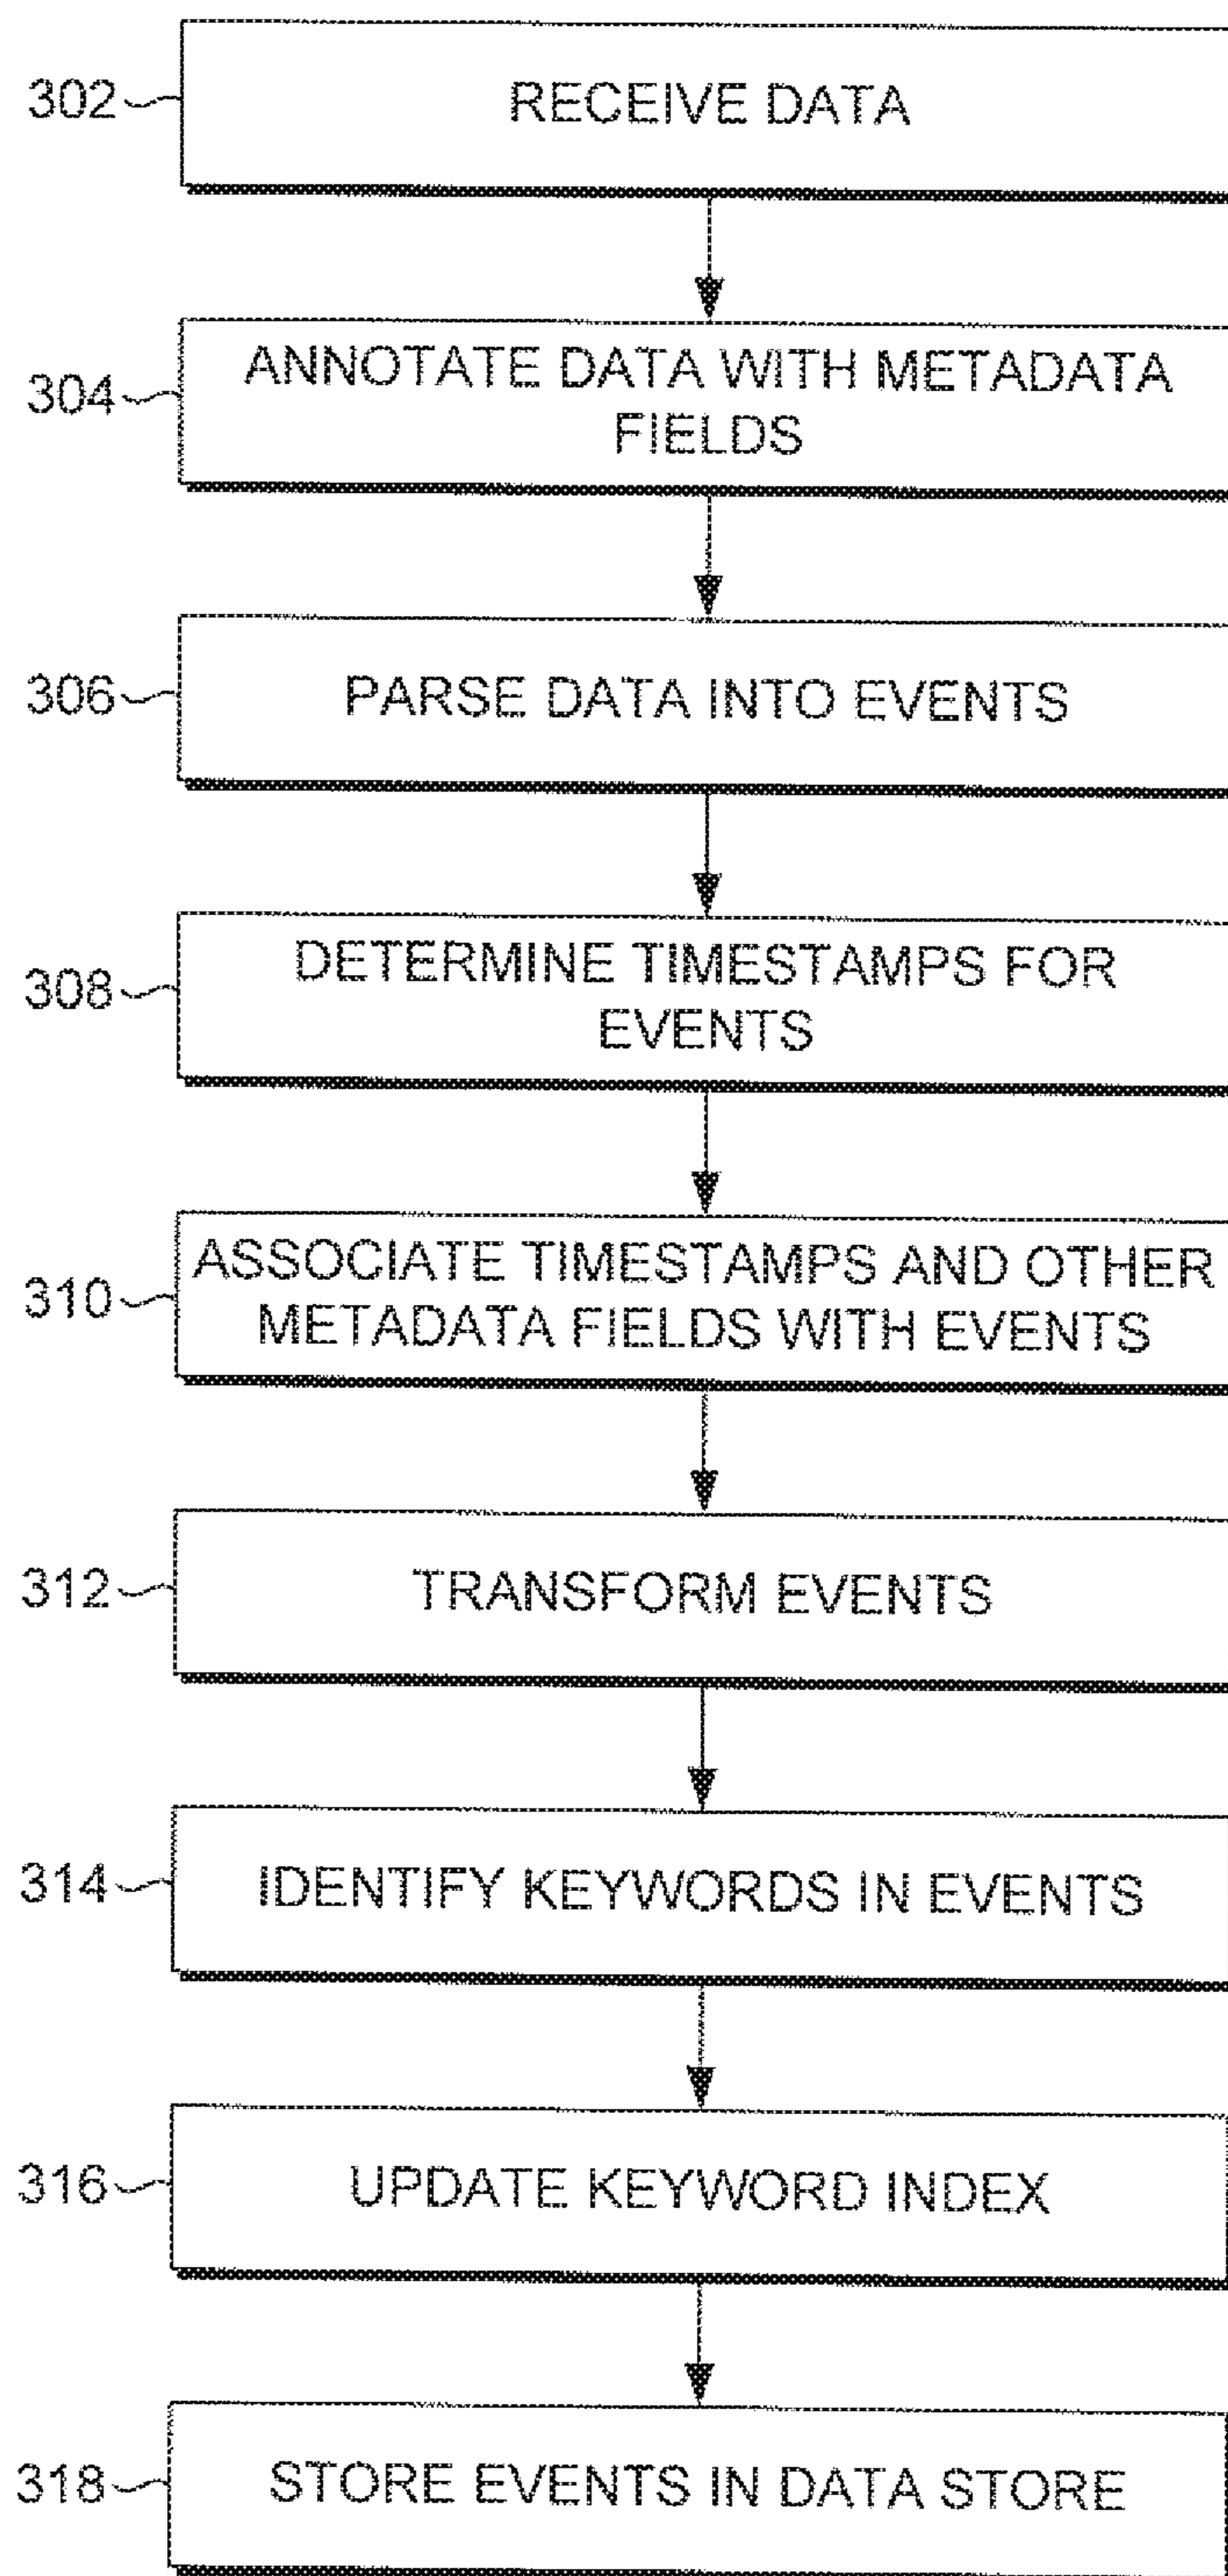 302
RECEIVE DATA
304
ANNOTATE DATA WITH METADATA
FIELDS
306
PARSE DATA INTO EVENTS
308
DETERMINE TIMESTAMPS FOR
EVENTS
310
ASSOCIATE TIMESTAMPS AND OTHER
METADATA FIELDS WITH EVENTS
312
TRANSFORM EVENTS
314
IDENTIFY KEYWORDS IN EVENTS
316
UPDATE KEYWORD INDEX
318
STORE EVENTS IN DATA STORE